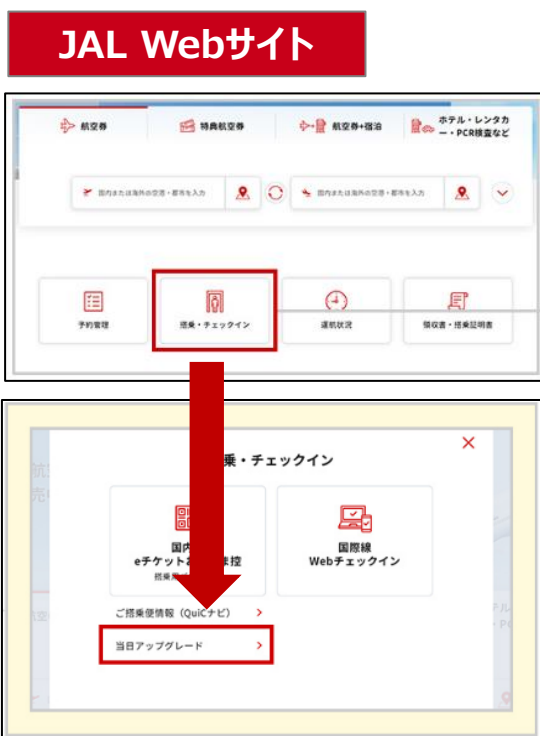 JAL Webサイト
航空券
特典航空券
航空券+宿泊
ホテル・レンタカ
ー・PCR検査など
国内または海外の空港・都市を入力
国内または海外の空港・都市を入力
予約管理
搭乗・チェックイン
運航状況
領収書・搭乗証明書
乗・チェックイン
国内
eチケットお
ま控
搭乗用
国際線
Webチェックイン
ご搭乗便情報(QuiCナビ)
当日アップグレード